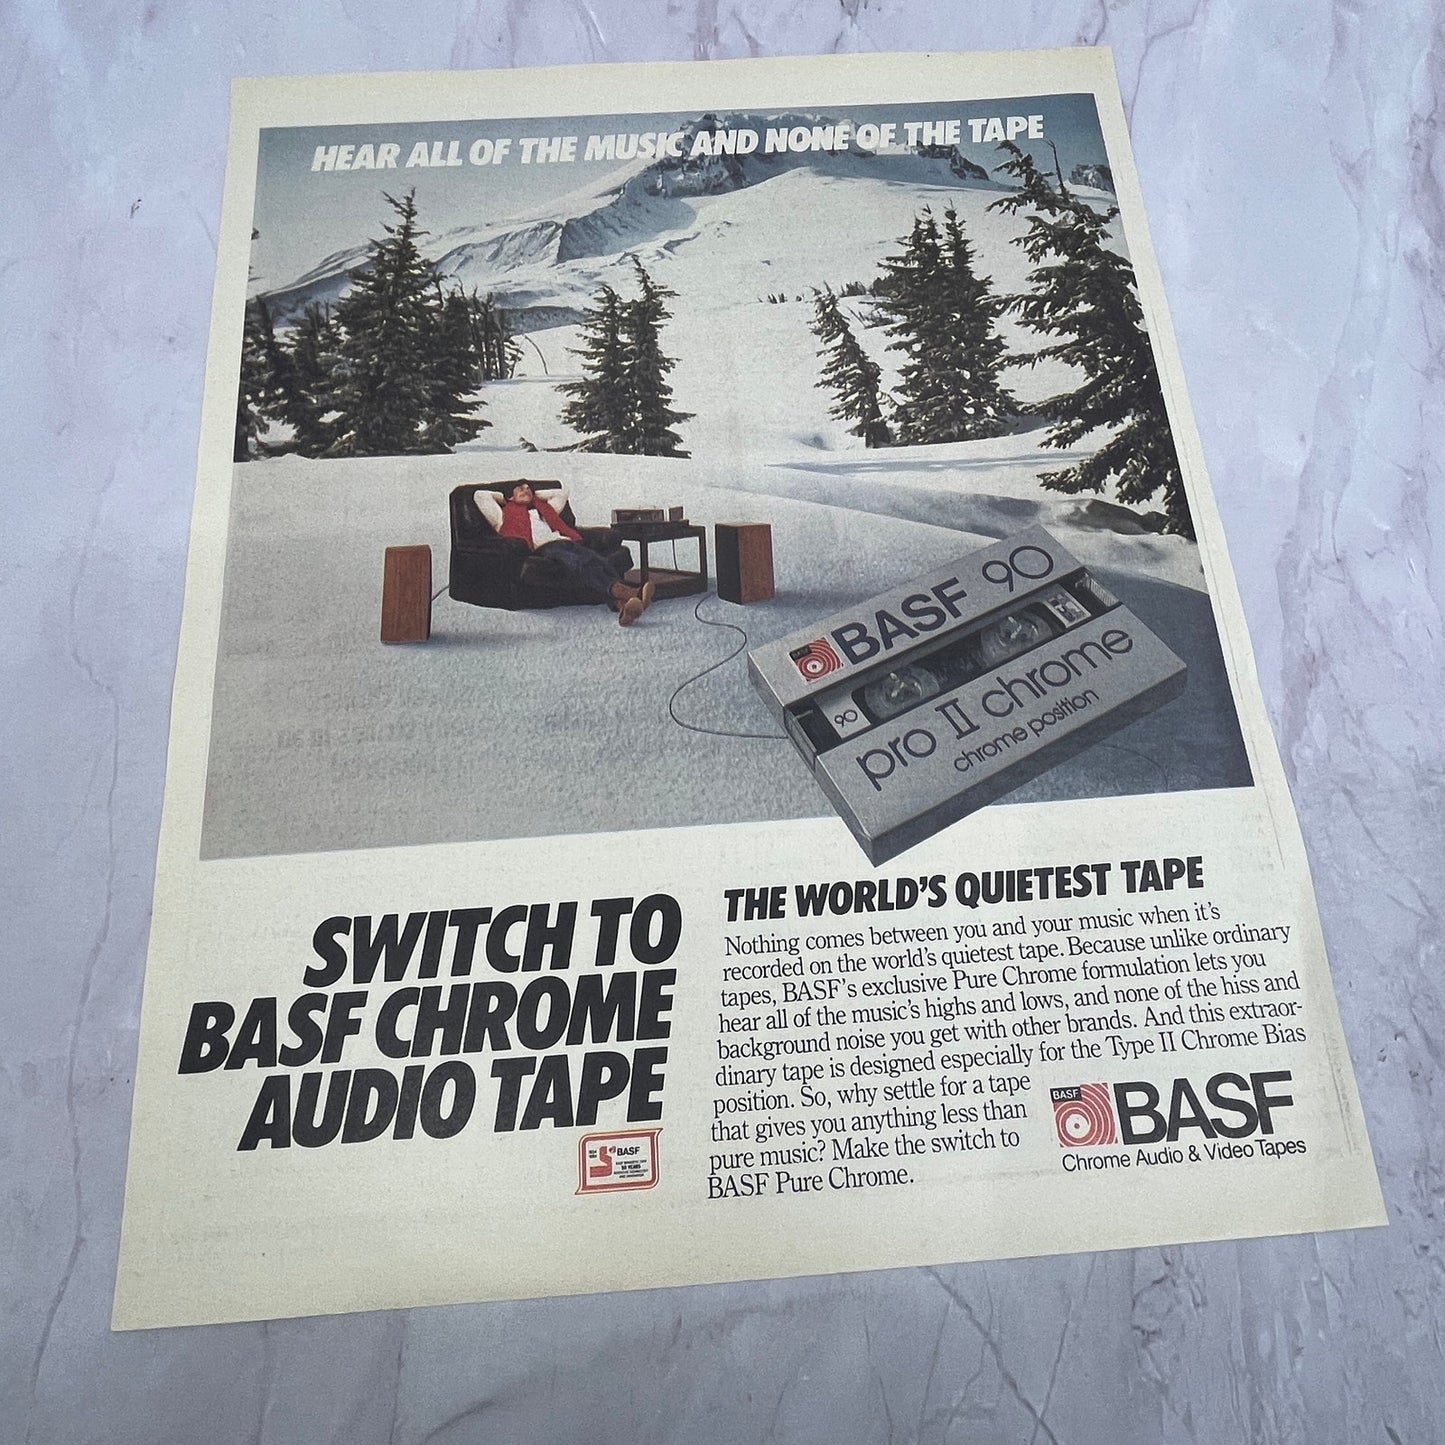 HEAR ALL OF THE MUSIC AND NONE OF THE TAPE
BASF
BASF 90
90
pro II chrome
chrome position
SWITCH TO
BASF CHROME
AUDIO TAPE
BASF
50 YEARS
THE WORLD'S QUIETEST TAPE
Nothing comes between you and your music when it's
recorded on the world's quietest tape. Because unlike ordinary
tapes, BASF's exclusive Pure Chrome formulation lets you
hear all of the music's highs and lows, and none of the hiss and
background noise you get with other brands. And this extraor-
dinary tape is designed especially for the Type II Chrome Bias
position. So, why settle for a tape
that gives you anything less than
pure music? Make the switch to
BASF Pure Chrome.
BASF
BASF
Chrome Audio & Video Tapes